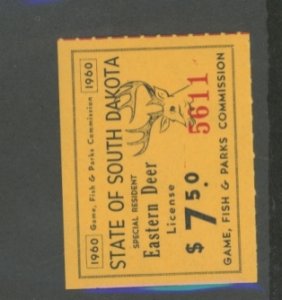 1960 Game, Fish & Parks Commission 1960
STATE OF SOUTH DAKOTA
SPECIAL RESIDENT
Eastern Deer
License
5611
$ 7.50
GAME, FISH & PARKS COMMISSION